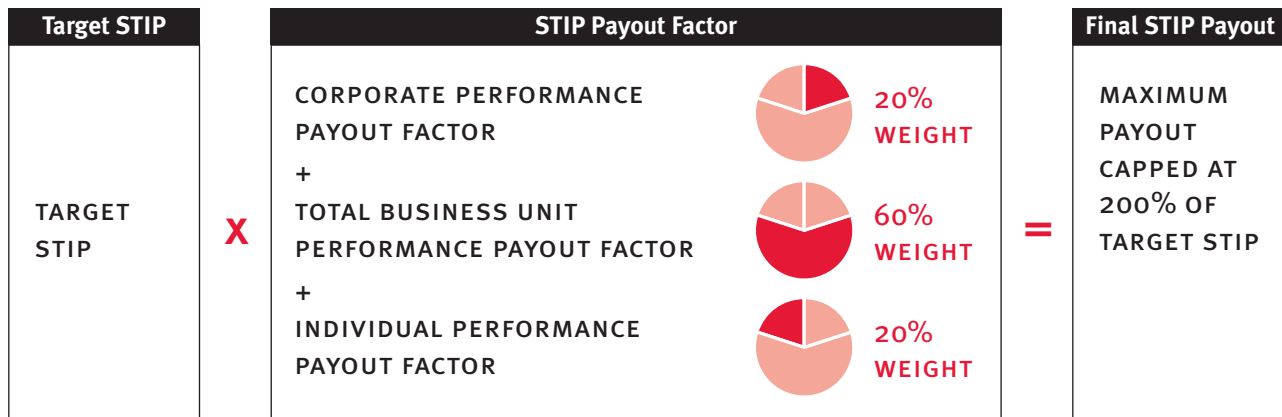 Target STIP
STIP Payout Factor
Final STIP Payout
TARGET
STIP
X
CORPORATE PERFORMANCE
PAYOUT FACTOR
20%
WEIGHT
+
TOTAL BUSINESS UNIT
PERFORMANCE PAYOUT FACTOR
60%
WEIGHT
+
INDIVIDUAL PERFORMANCE
PAYOUT FACTOR
20%
WEIGHT
=
MAXIMUM
PAYOUT
CAPPED AT
200% OF
TARGET STIP